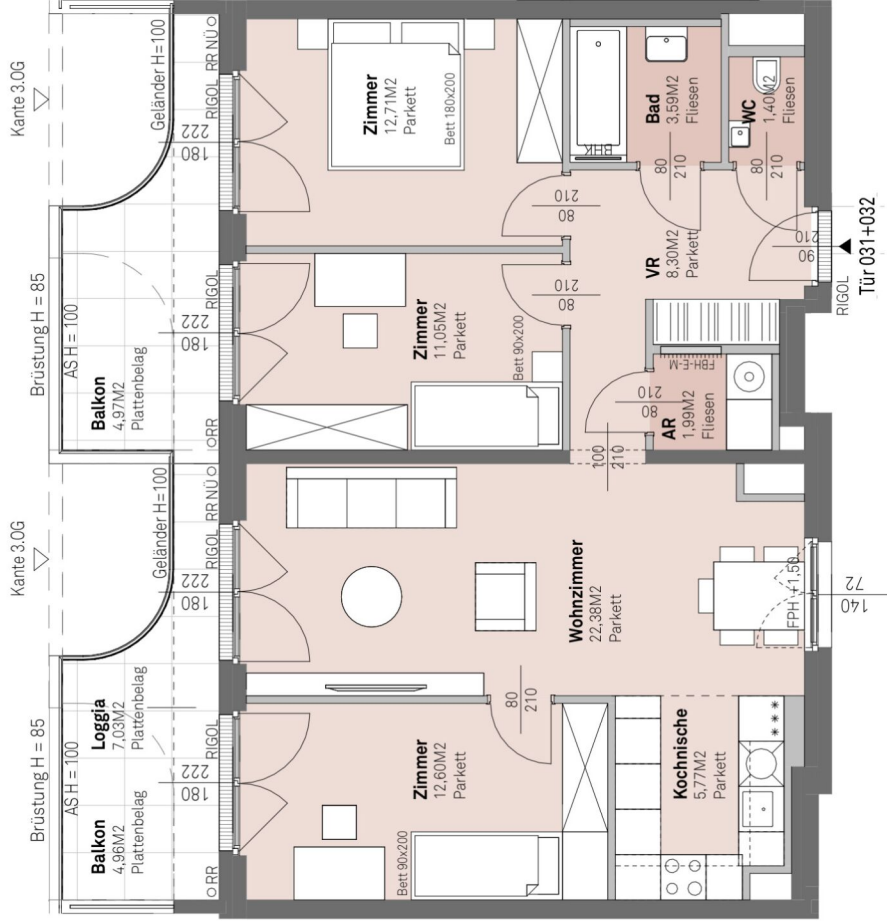 Kante 3.0G
Kante 3.0G
Brüstung H = 85
AS H = 100
Geländer H=100
Brüstung H = 85
AS H = 100
Geländer H=100
Balkon
4,96M2
Plattenbelag
Loggia
7,03M2
Plattenbelag
Balkon
4,97M2
Plattenbelag
RR
RIGOL
RIGOL
RR NÜ
RR
RIGOL
RIGOL
RR NÜ
180
222
180
222
180
222
180
222
Zimmer
12,60M2
Parkett
Bett 90x200
80
210
Wohnzimmer
22,38M2
Parkett
Kochnische
5,77M2
Parkett
FPH +1,50
140
72
100
210
Zimmer
11,05M2
Parkett
Bett 90x200
80
210
Zimmer
12,71M2
Parkett
Bett 180x200
80
210
AR
1,99M2
Fliesen
FBH-E-M
80
210
VR
8,30M2
Parkett
Bad
3,59M2
Fliesen
BHK
80
210
WC
1,40M2
Fliesen
80
210
90
210
RIGOL
Tür 031+032